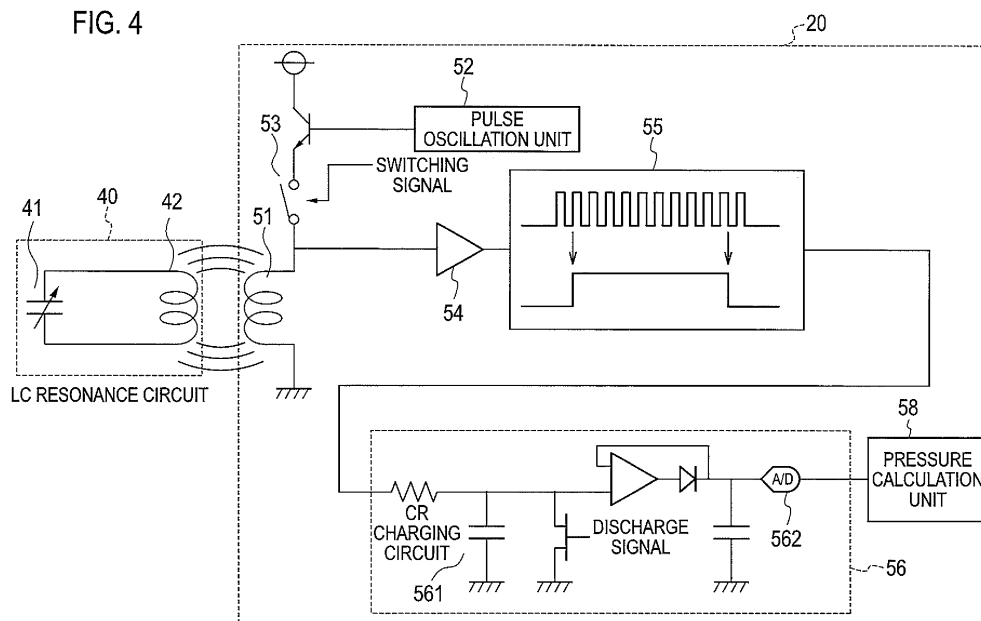 FIG. 4
20
52
PULSE
OSCILLATION UNIT
53
55
SWITCHING
SIGNAL
40
41
42
51
54
LC RESONANCE CIRCUIT
58
PRESSURE
CALCULATION
UNIT
A/D
CR
CHARGING
CIRCUIT
DISCHARGE
SIGNAL
562
561
56